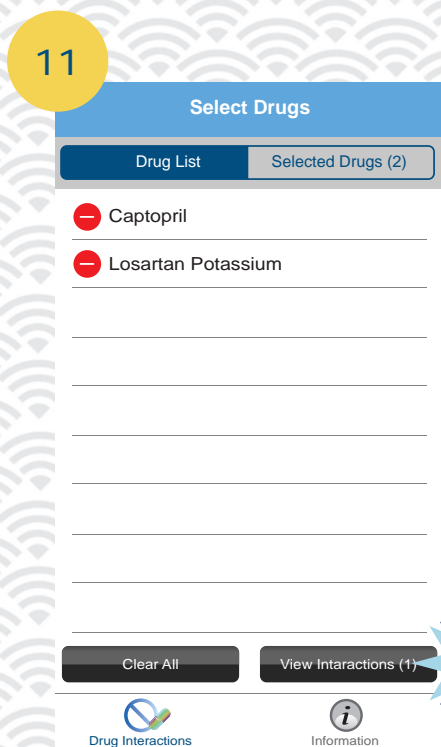 11
Select Drugs
Drug List Selected Drugs (2)
Captopril
Losartan Potassium
Clear All View Intaractions (1)
Drug Interactions Information